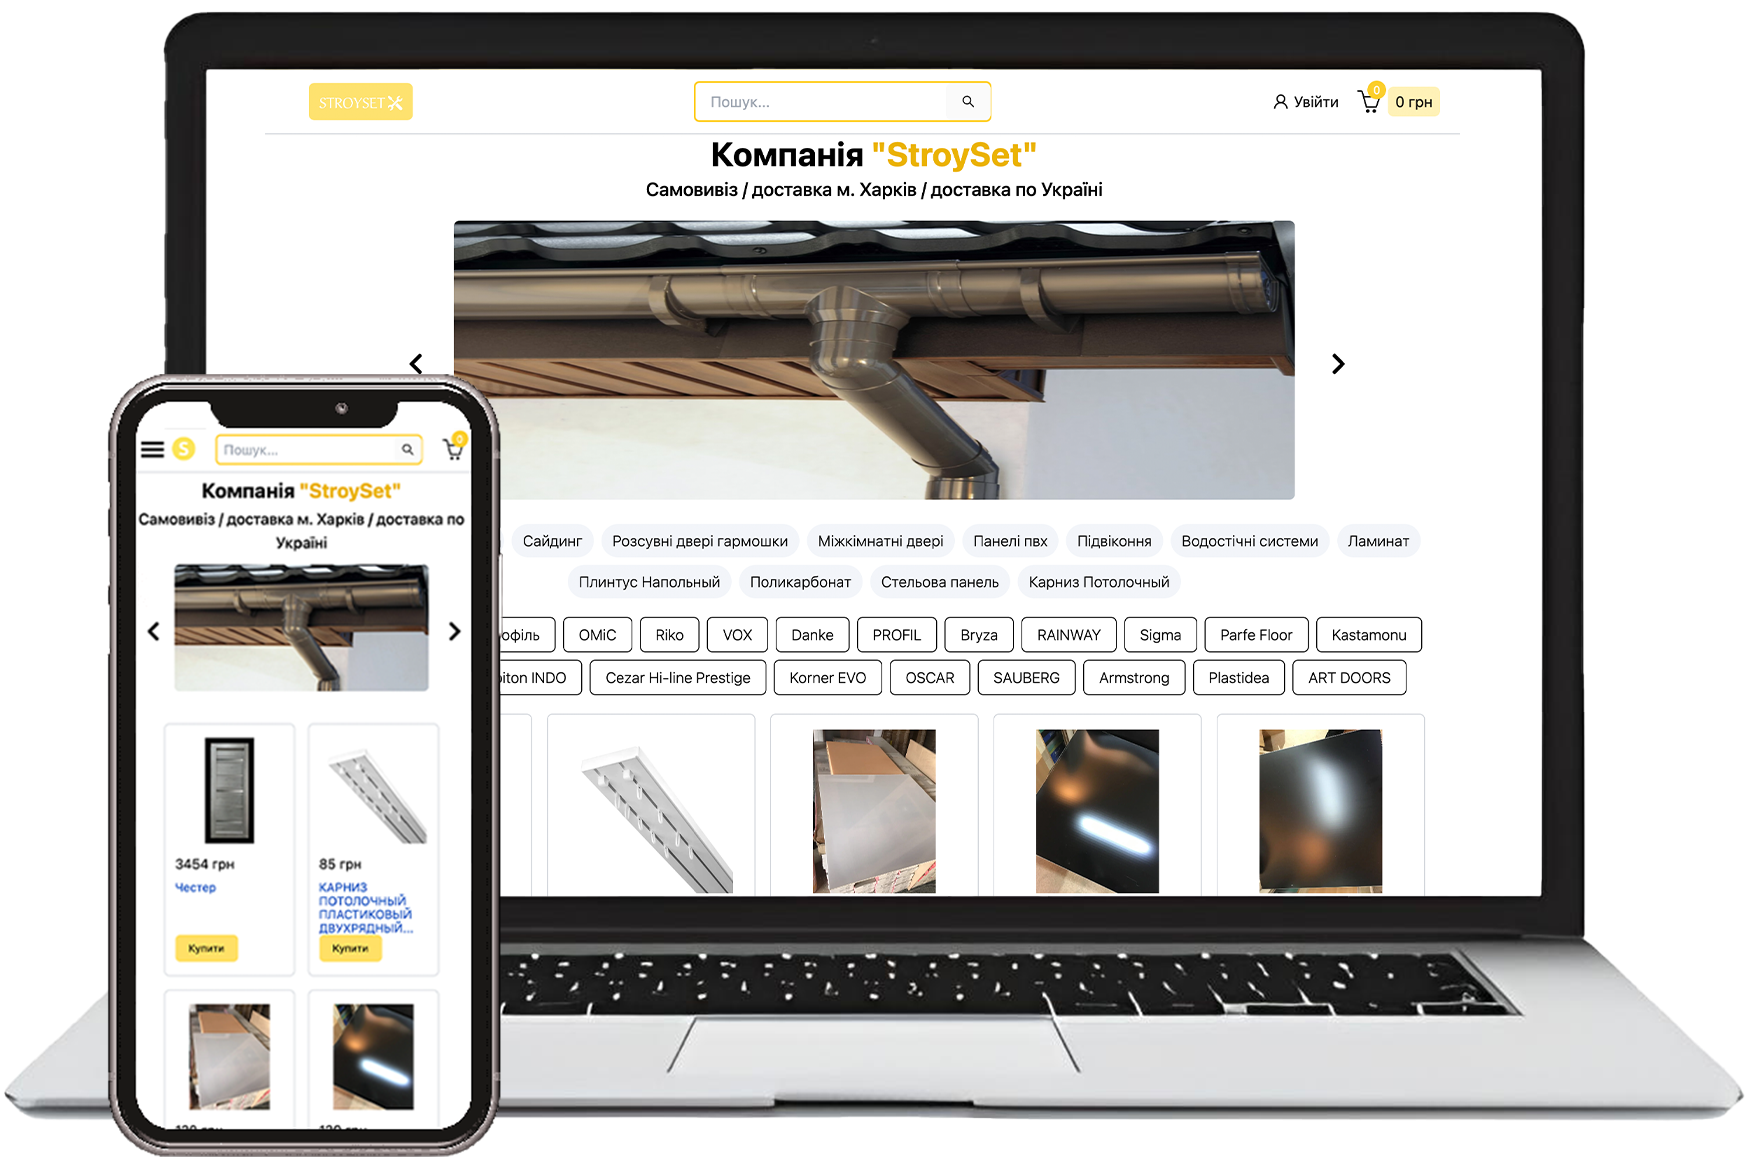 STROYSET
Пошук...
Увійти
0
0 грн
Компанія "StroySet"
Самовивіз / доставка м. Харків / доставка по Україні
Сайдинг
Розсувні двері гармошки
Міжкімнатні двері
Панелі пвх
Підвіконня
Водостічні системи
Ламинат
Плинтус Напольный
Поликарбонат
Стельова панель
Карниз Потолочный
офіль
OMiC
Riko
VOX
Danke
PROFIL
Bryza
RAINWAY
Sigma
Parfe Floor
Kastamonu
iton INDO
Cezar Hi-line Prestige
Korner EVO
OSCAR
SAUBERG
Armstrong
Plastidea
ART DOORS
S
Пошук...
0
Компанія "StroySet"
Самовивіз / доставка м. Харків / доставка по
Україні
3454 грн
Честер
Купити
85 грн
КАРНИЗ
ПОТОЛОЧНЫЙ
ПЛАСТИКОВЫЙ
ДВУХРЯДНЫЙ...
Купити